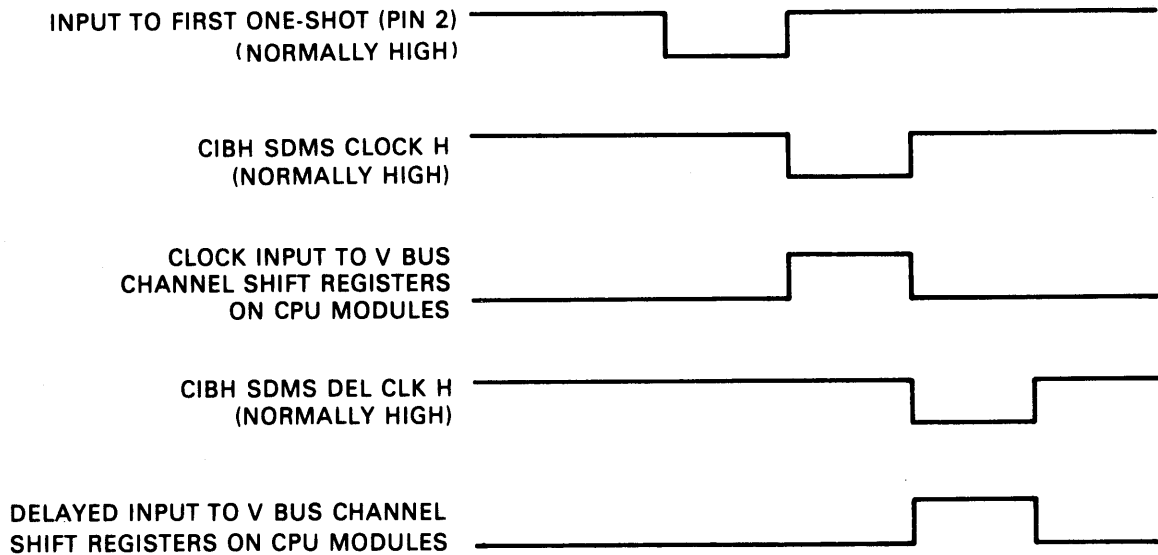 INPUT TO FIRST ONE-SHOT (PIN 2)
(NORMALLY HIGH)
CIBH SDMS CLOCK H
(NORMALLY HIGH)
CLOCK INPUT TO V BUS
CHANNEL SHIFT REGISTERS
ON CPU MODULES
CIBH SDMS DEL CLK H
(NORMALLY HIGH)
DELAYED INPUT TO V BUS CHANNEL
SHIFT REGISTERS ON CPU MODULES